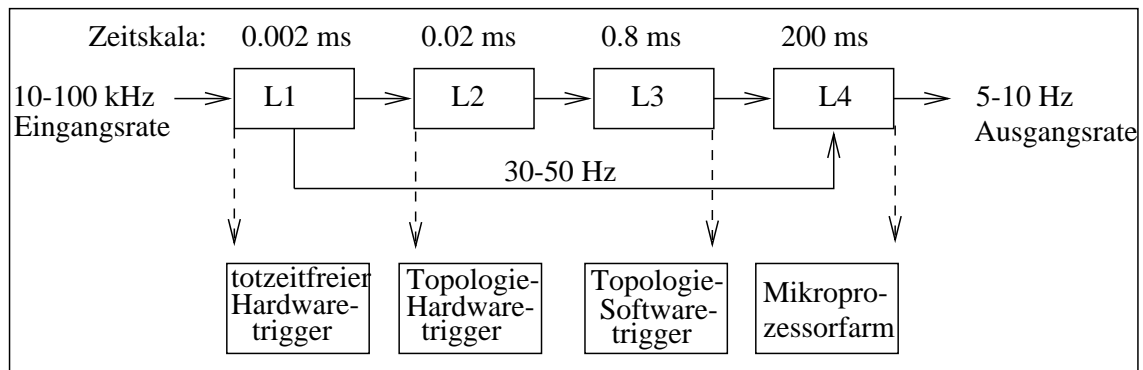 Zeitskala: 0.002 ms 0.02 ms 0.8 ms 200 ms
10-100 kHz
Eingangsrate
L1
L2
L3
L4
5-10 Hz
Ausgangsrate
30-50 Hz
totzeitfreier
Hardware-
trigger
Topologie-
Hardware-
trigger
Topologie-
Software-
trigger
Mikropro-
zessorfarm